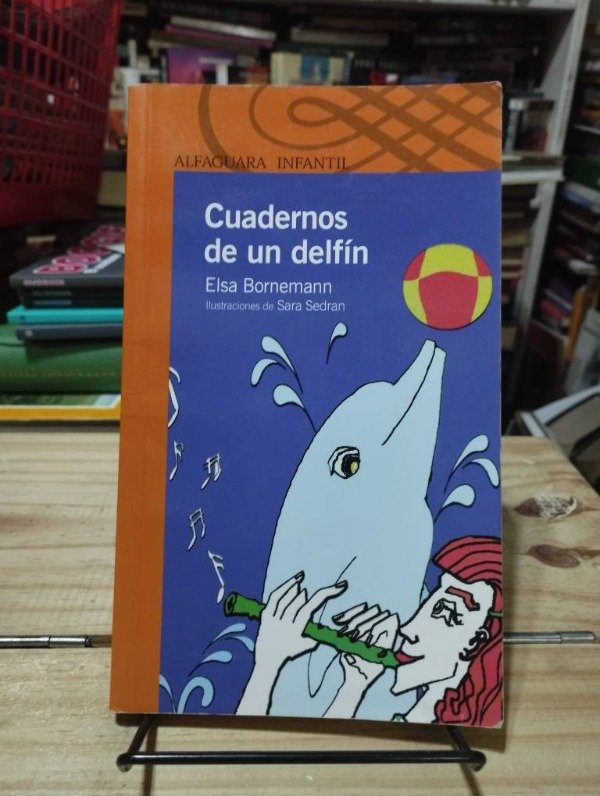 ALFAGUARA INFANTIL
Cuadernos
de un delfín
Elsa Bornemann
Ilustraciones de Sara Sedran